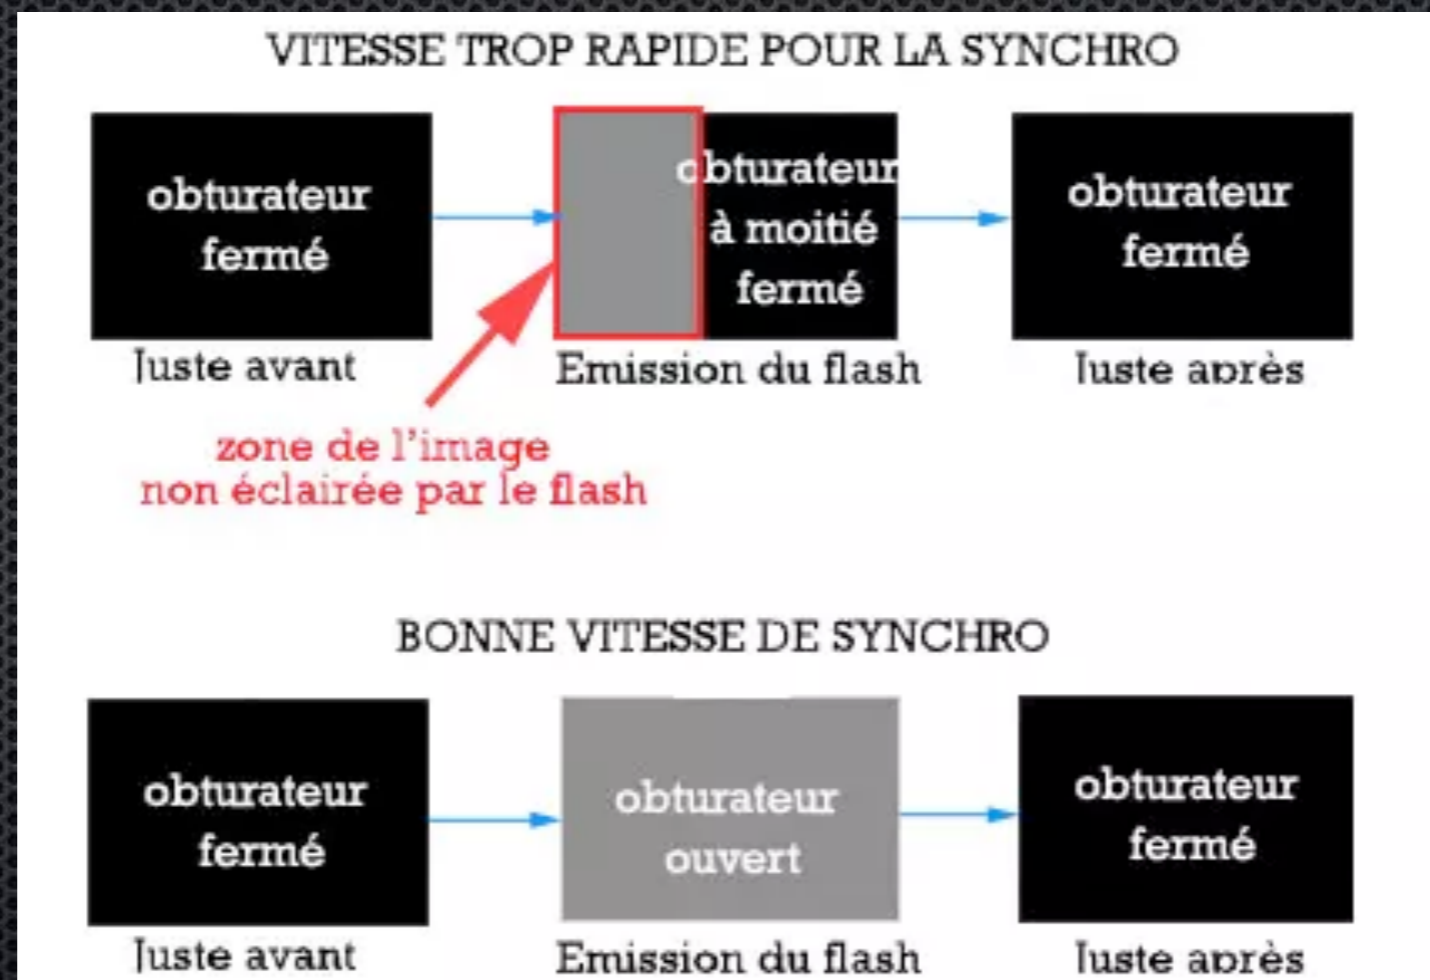 VITESSE TROP RAPIDE POUR LA SYNCHRO
obturateur
fermé
obturateur
à moitié
fermé
obturateur
fermé
Juste avant
Emission du flash
Juste après
zone de l'image
non éclairée par le flash
BONNE VITESSE DE SYNCHRO
obturateur
fermé
obturateur
ouvert
obturateur
fermé
Juste avant
Emission du flash
Juste après